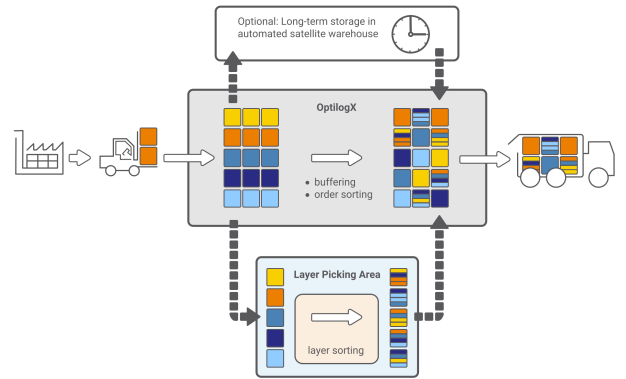 Optional: Long-term storage in
automated satellite warehouse
OptilogX
• buffering
• order sorting
Layer Picking Area
layer sorting